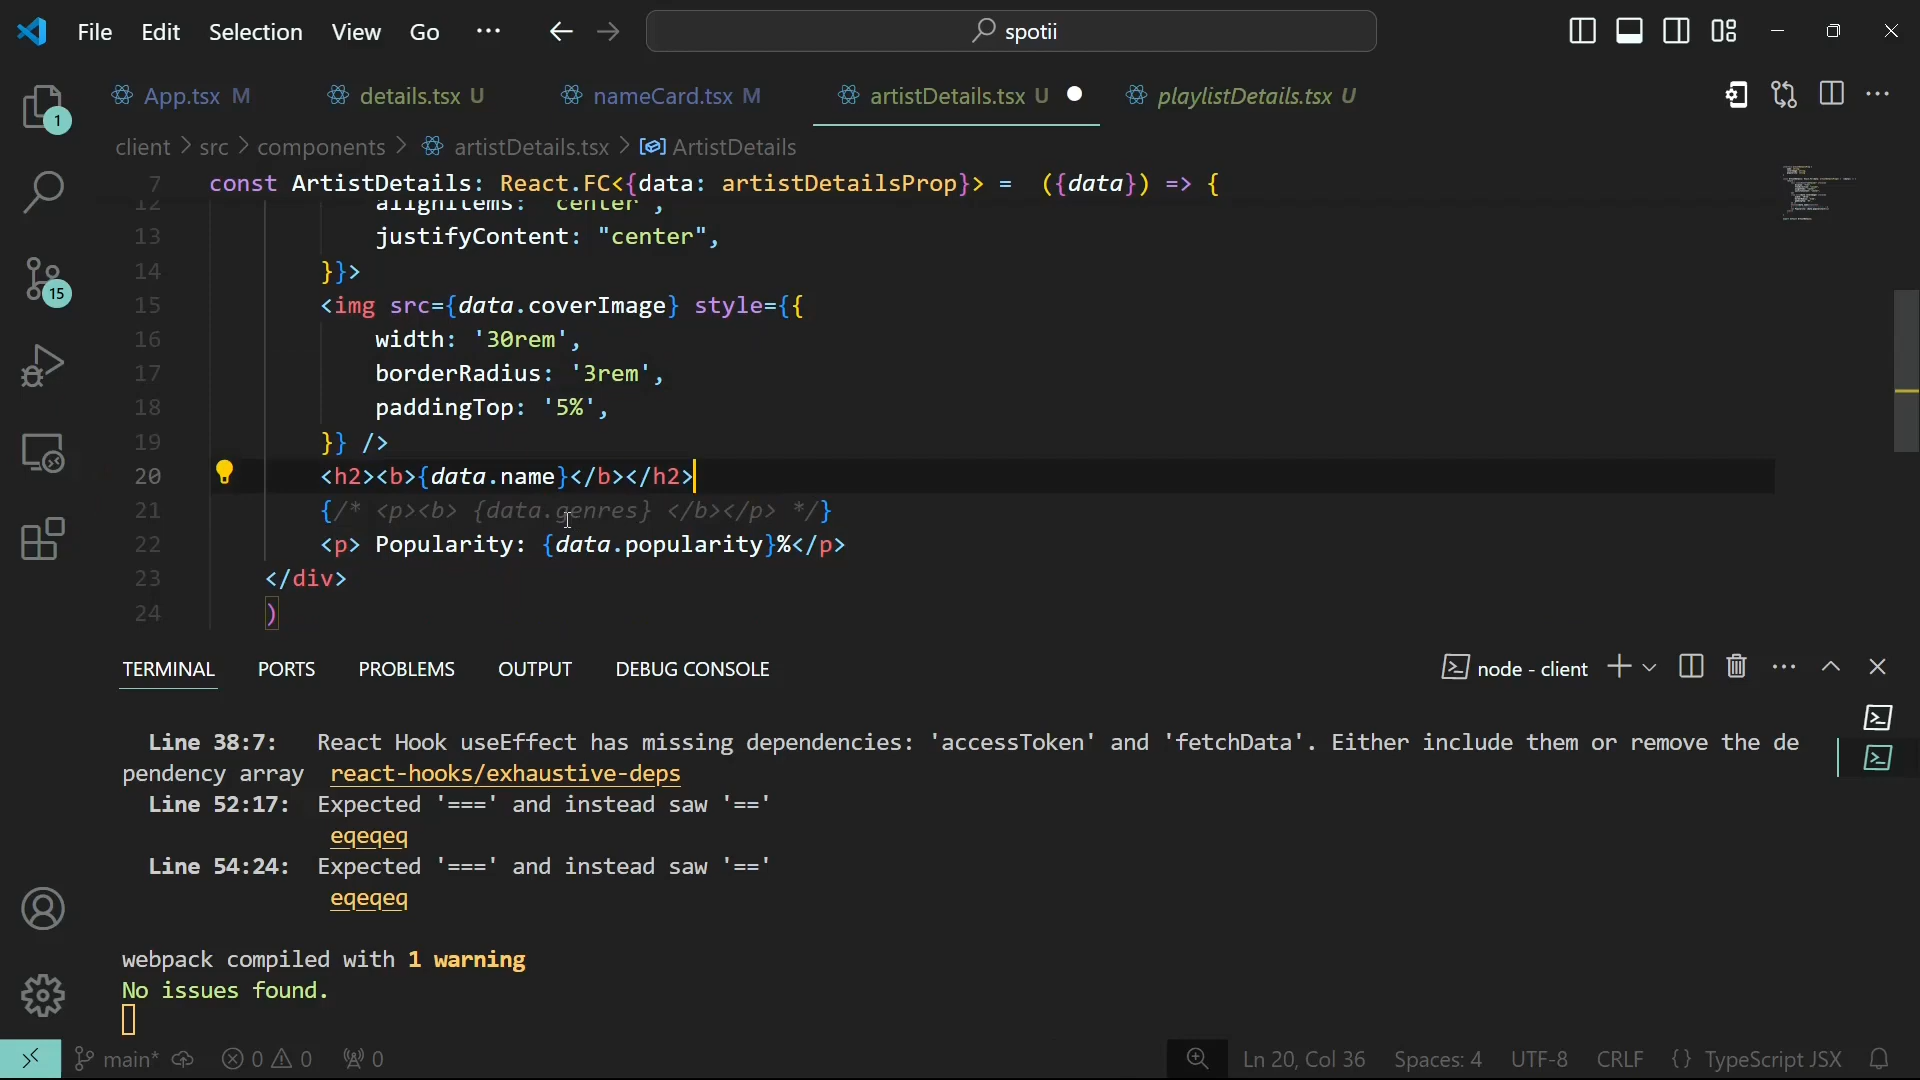 File Edit Selection View Go ··· spotii
App.tsx M details.tsx U nameCard.tsx M artistDetails.tsx U playlistDetails.tsx U
client > src > components > artistDetails.tsx > ArtistDetails
7 const ArtistDetails: React.FC<{data: artistDetailsProp}> = ({data}) => {
12 alignItems: "center",
13 justifyContent: "center",
14 }}>
15 <img src={data.coverImage} style={{
16 width: '30rem',
17 borderRadius: '3rem',
18 paddingTop: '5%',
19 }} />
20 <h2><b>{data.name}</b></h2>
21 {/* <p><b> {data.genres} </b></p> */}
22 <p> Popularity: {data.popularity}%</p>
23 </div>
24 )
TERMINAL PORTS PROBLEMS OUTPUT DEBUG CONSOLE node - client
Line 38:7: React Hook useEffect has missing dependencies: 'accessToken' and 'fetchData'. Either include them or remove the de
pendency array react-hooks/exhaustive-deps
Line 52:17: Expected '===' and instead saw '=='
eqeqeq
Line 54:24: Expected '===' and instead saw '=='
eqeqeq
webpack compiled with 1 warning
No issues found.
1
15
main* 0 0 0 Ln 20, Col 36 Spaces: 4 UTF-8 CRLF {} TypeScript JSX